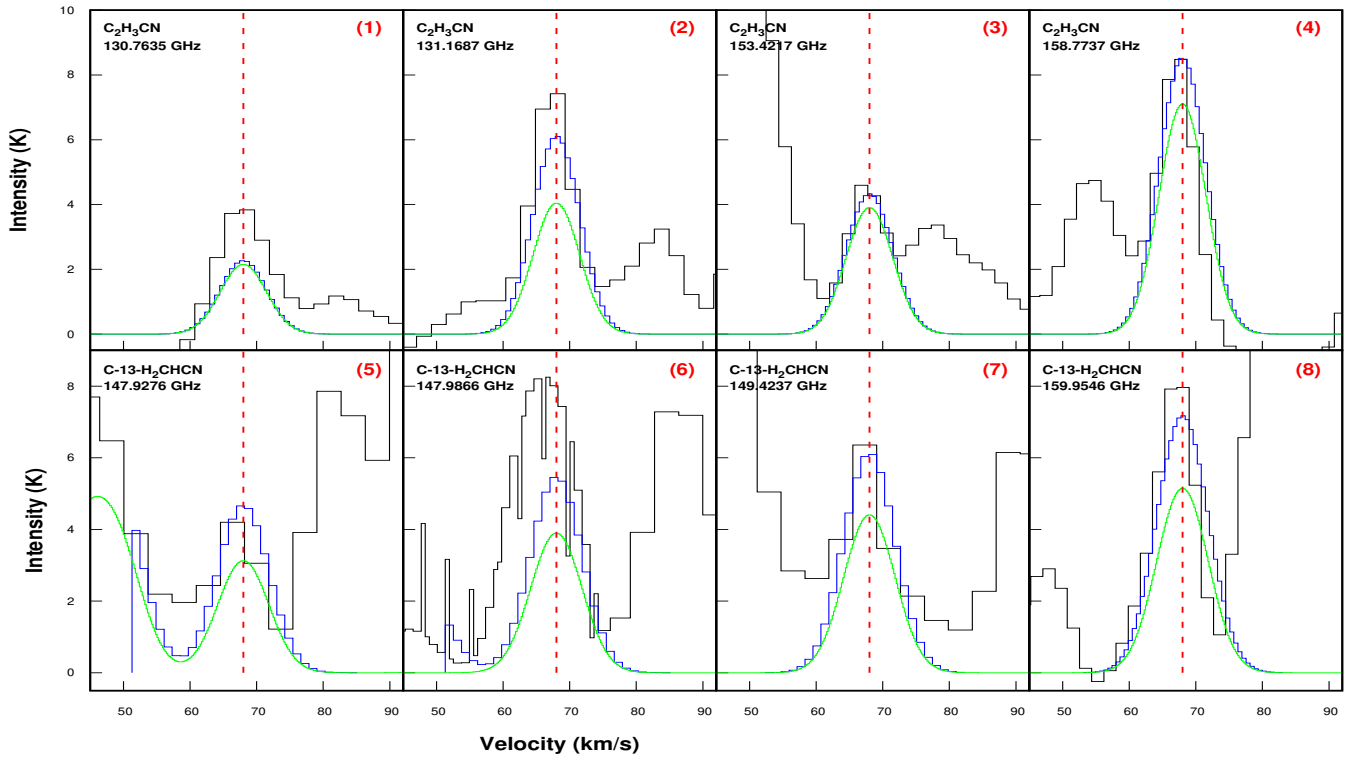 C₂H₃CN
130.7635 GHz
(1)
C₂H₃CN
131.1687 GHz
(2)
C₂H₃CN
153.4217 GHz
(3)
C₂H₃CN
158.7737 GHz
(4)
10
8
6
4
2
0
Intensity (K)
C-13-H₂CHCN
147.9276 GHz
(5)
C-13-H₂CHCN
147.9866 GHz
(6)
C-13-H₂CHCN
149.4237 GHz
(7)
C-13-H₂CHCN
159.9546 GHz
(8)
8
6
4
2
0
Intensity (K)
50 60 70 80 90 50 60 70 80 90 50 60 70 80 90 50 60 70 80 90
Velocity (km/s)